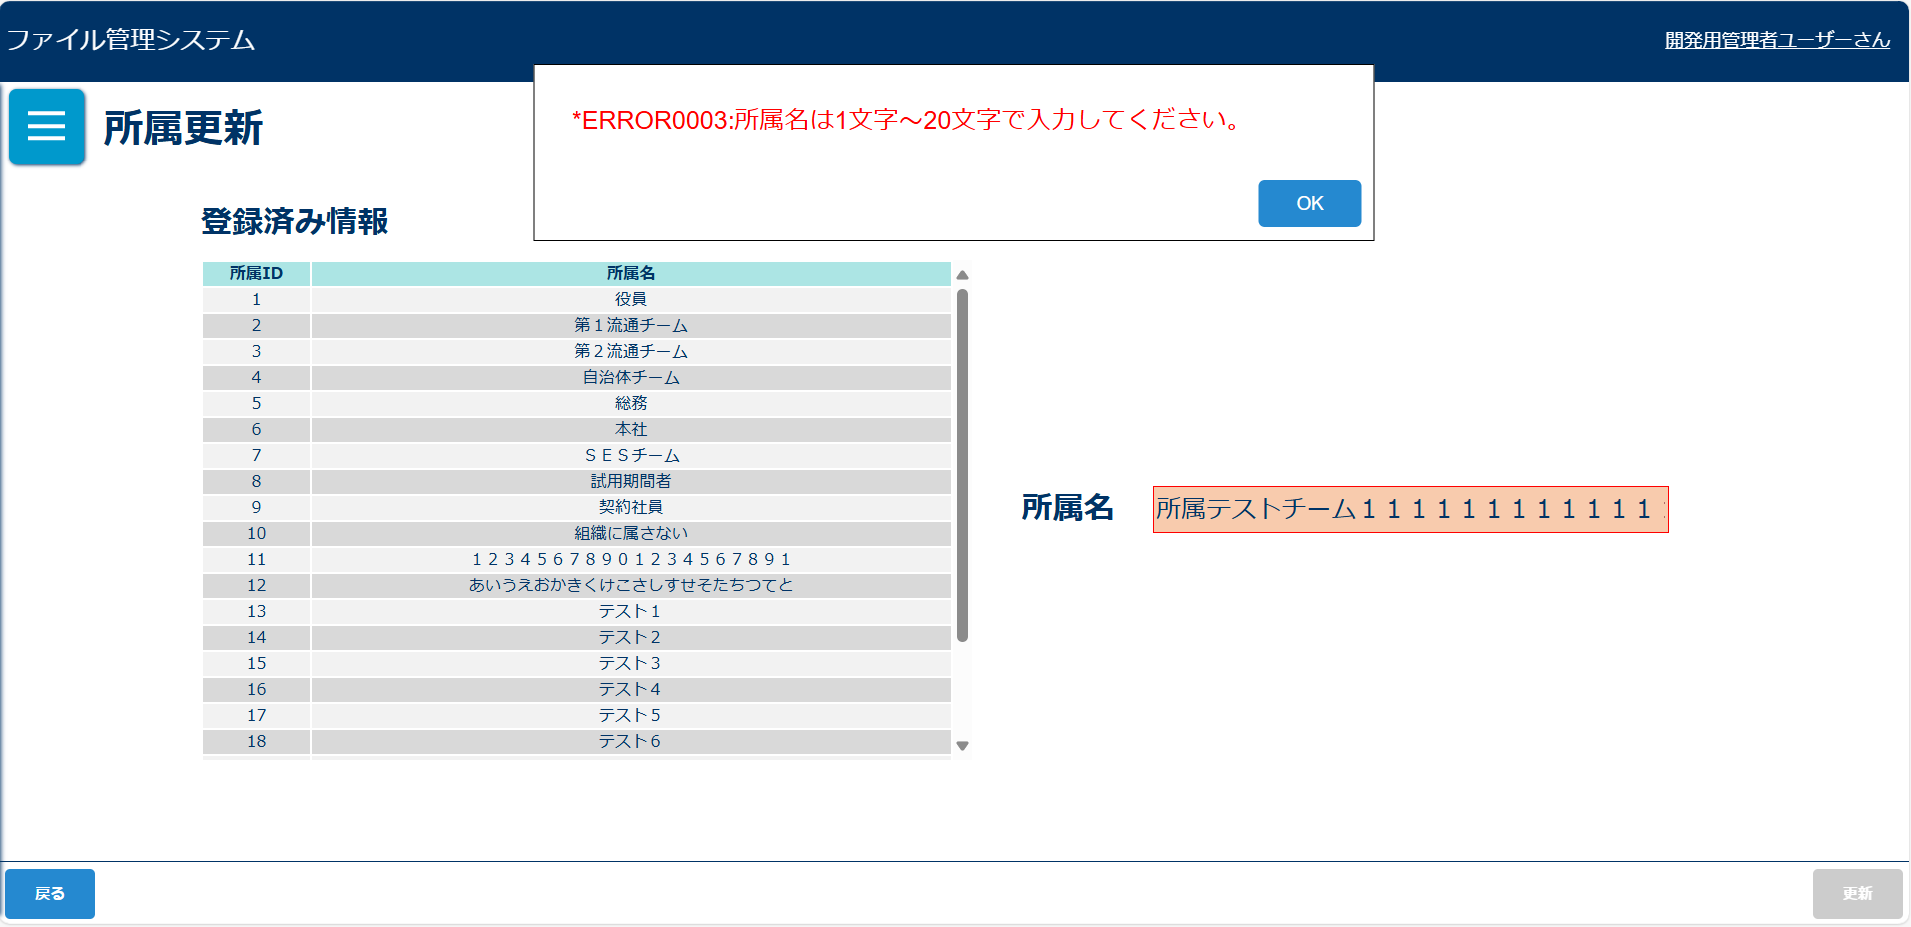 ファイル管理システム
開発用管理者ユーザーさん
*ERROR0003:所属名は1文字～20文字で入力してください。
OK
所属更新
登録済み情報
所属ID 所属名
1 役員
2 第１流通チーム
3 第２流通チーム
4 自治体チーム
5 総務
6 本社
7 ＳＥＳチーム
8 試用期間者
9 契約社員
10 組織に属さない
11 １２３４５６７８９０１２３４５６７８９１
12 あいうえおかきくけこさしすせそたちつてと
13 テスト１
14 テスト２
15 テスト３
16 テスト４
17 テスト５
18 テスト６
所属名 所属テストチーム１１１１１１１１１１１１
戻る
更新